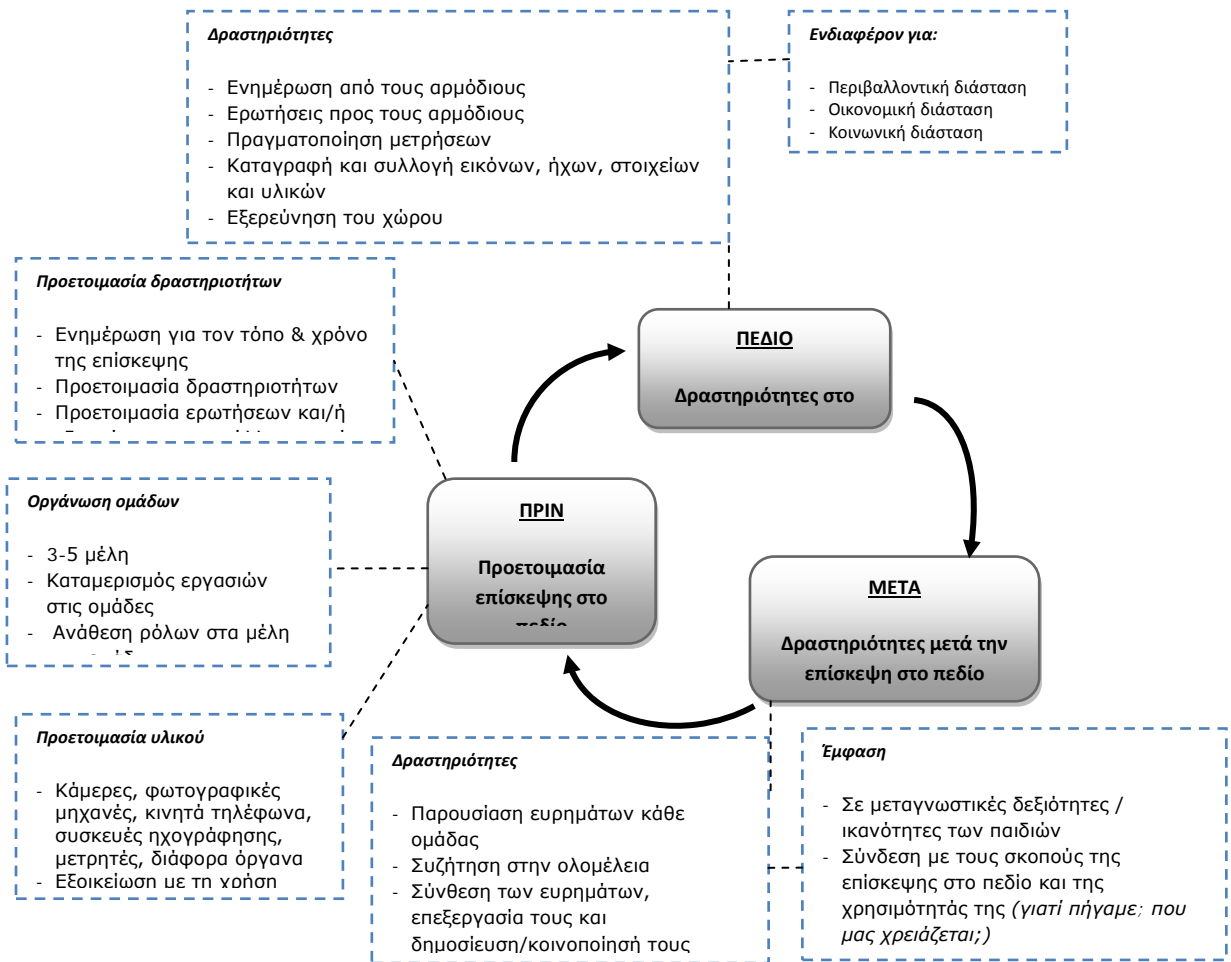 Δραστηριότητες
- Ενημέρωση από τους αρμόδιους
- Ερωτήσεις προς τους αρμόδιους
- Πραγματοποίηση μετρήσεων
- Καταγραφή και συλλογή εικόνων, ήχων, στοιχείων
και υλικών
- Εξερεύνηση του χώρου
Ενδιαφέρον για:
- Περιβαλλοντική διάσταση
- Οικονομική διάσταση
- Κοινωνική διάσταση
Προετοιμασία δραστηριοτήτων
- Ενημέρωση για τον τόπο & χρόνο
της επίσκεψης
- Προετοιμασία δραστηριοτήτων
- Προετοιμασία ερωτήσεων και/ή
ΠΕΔΙΟ
Δραστηριότητες στο
Οργάνωση ομάδων
- 3-5 μέλη
- Καταμερισμός εργασιών
στις ομάδες
- Ανάθεση ρόλων στα μέλη
ΠΡΙΝ
Προετοιμασία
επίσκεψης στο
πεδίο
ΜΕΤΑ
Δραστηριότητες μετά την
επίσκεψη στο πεδίο
Προετοιμασία υλικού
- Κάμερες, φωτογραφικές
μηχανές, κινητά τηλέφωνα,
συσκευές ηχογράφησης,
μετρητές, διάφορα όργανα
- Εξοικείωση με τη χρήση
Δραστηριότητες
- Παρουσίαση ευρημάτων κάθε
ομάδας
- Συζήτηση στην ολομέλεια
- Σύνθεση των ευρημάτων,
επεξεργασία τους και
δημοσίευση/κοινοποίησή τους
Έμφαση
- Σε μεταγνωστικές δεξιότητες /
ικανότητες των παιδιών
- Σύνδεση με τους σκοπούς της
επίσκεψης στο πεδίο και της
χρησιμότητάς της (γιατί πήγαμε; που
μας χρειάζεται;)